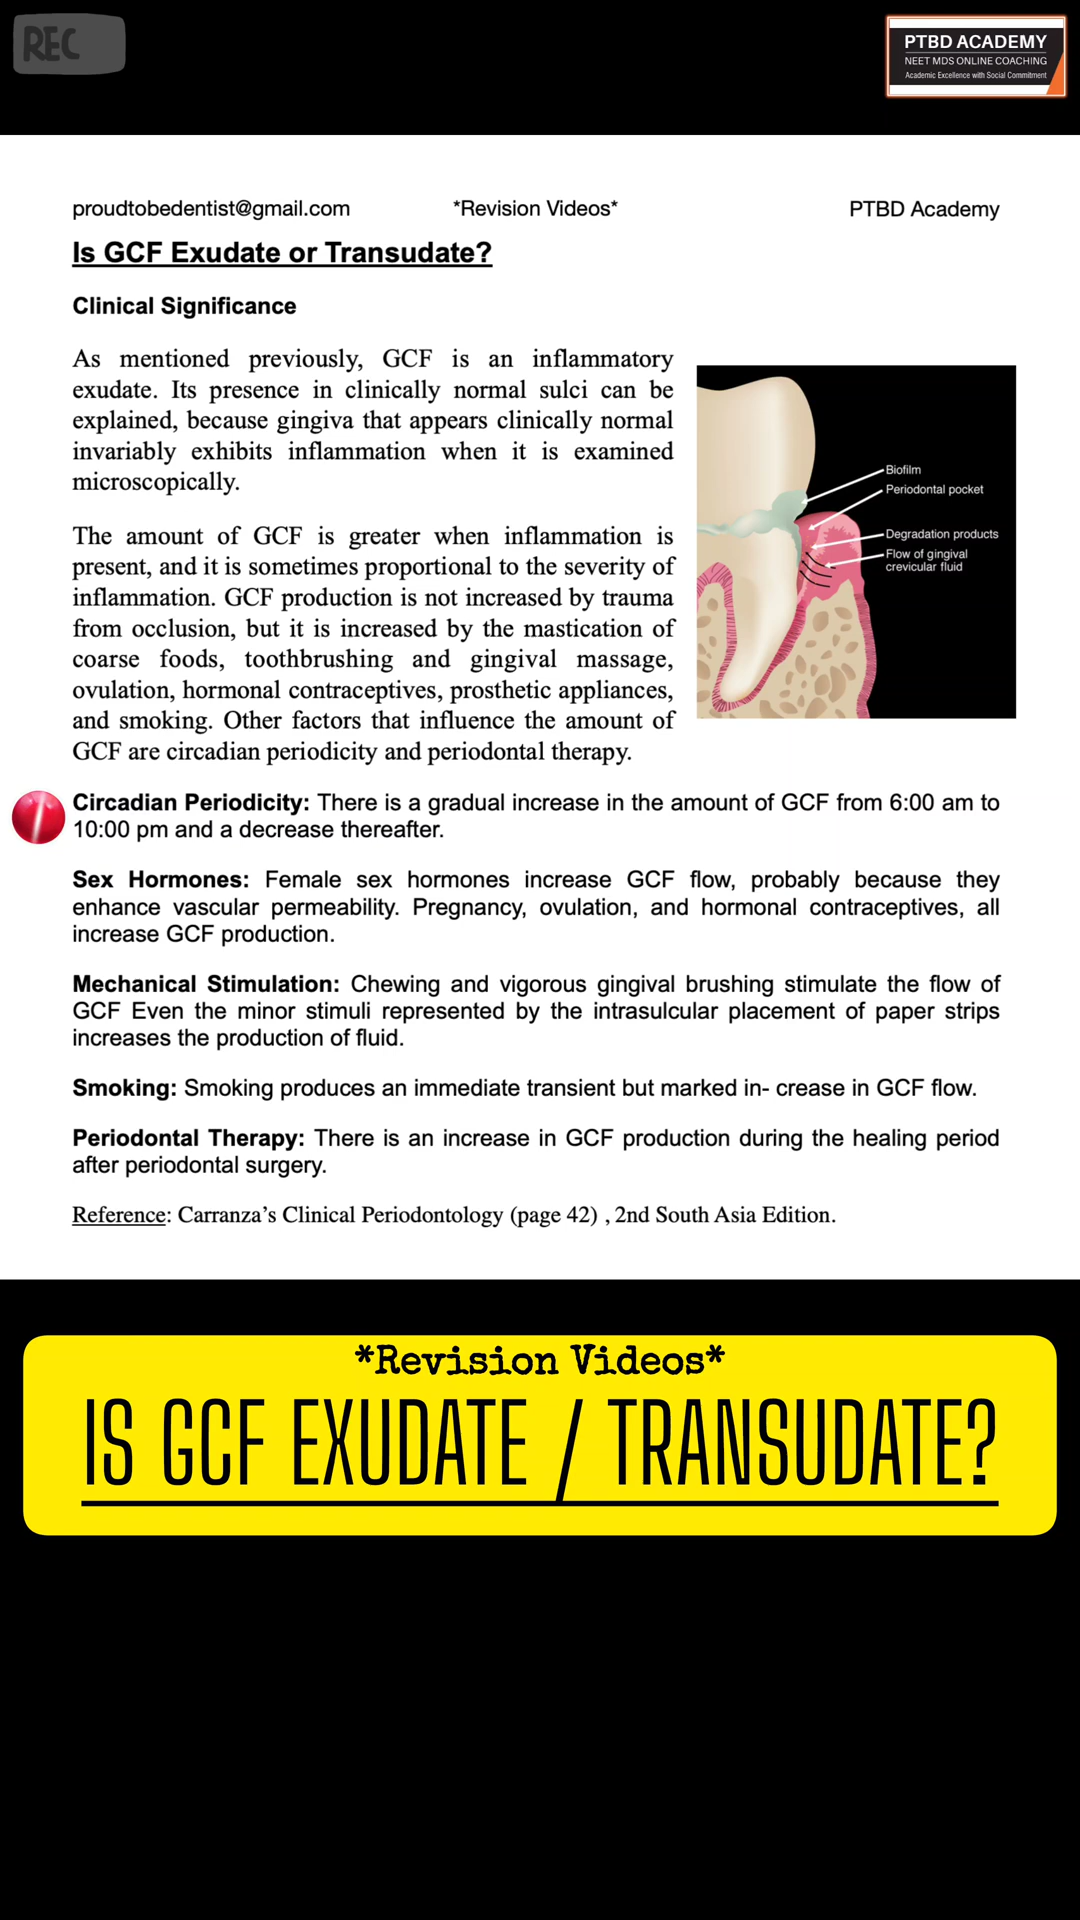 REC
PTBD ACADEMY
NEET MDS ONLINE COACHING
Academic Excellence with Social Commitment
proudtobedentist@gmail.com *Revision Videos* PTBD Academy
Is GCF Exudate or Transudate?
Clinical Significance
As mentioned previously, GCF is an inflammatory
exudate. Its presence in clinically normal sulci can be
explained, because gingiva that appears clinically normal
invariably exhibits inflammation when it is examined
microscopically.
The amount of GCF is greater when inflammation is
present, and it is sometimes proportional to the severity of
inflammation. GCF production is not increased by trauma
from occlusion, but it is increased by the mastication of
coarse foods, toothbrushing and gingival massage,
ovulation, hormonal contraceptives, prosthetic appliances,
and smoking. Other factors that influence the amount of
GCF are circadian periodicity and periodontal therapy.
Biofilm
Periodontal pocket
Degradation products
Flow of gingival
crevicular fluid
Circadian Periodicity: There is a gradual increase in the amount of GCF from 6:00 am to
10:00 pm and a decrease thereafter.
Sex Hormones: Female sex hormones increase GCF flow, probably because they
enhance vascular permeability. Pregnancy, ovulation, and hormonal contraceptives, all
increase GCF production.
Mechanical Stimulation: Chewing and vigorous gingival brushing stimulate the flow of
GCF Even the minor stimuli represented by the intrasulcular placement of paper strips
increases the production of fluid.
Smoking: Smoking produces an immediate transient but marked in- crease in GCF flow.
Periodontal Therapy: There is an increase in GCF production during the healing period
after periodontal surgery.
Reference: Carranza’s Clinical Periodontology (page 42) , 2nd South Asia Edition.
*Revision Videos*
IS GCF EXUDATE / TRANSUDATE?